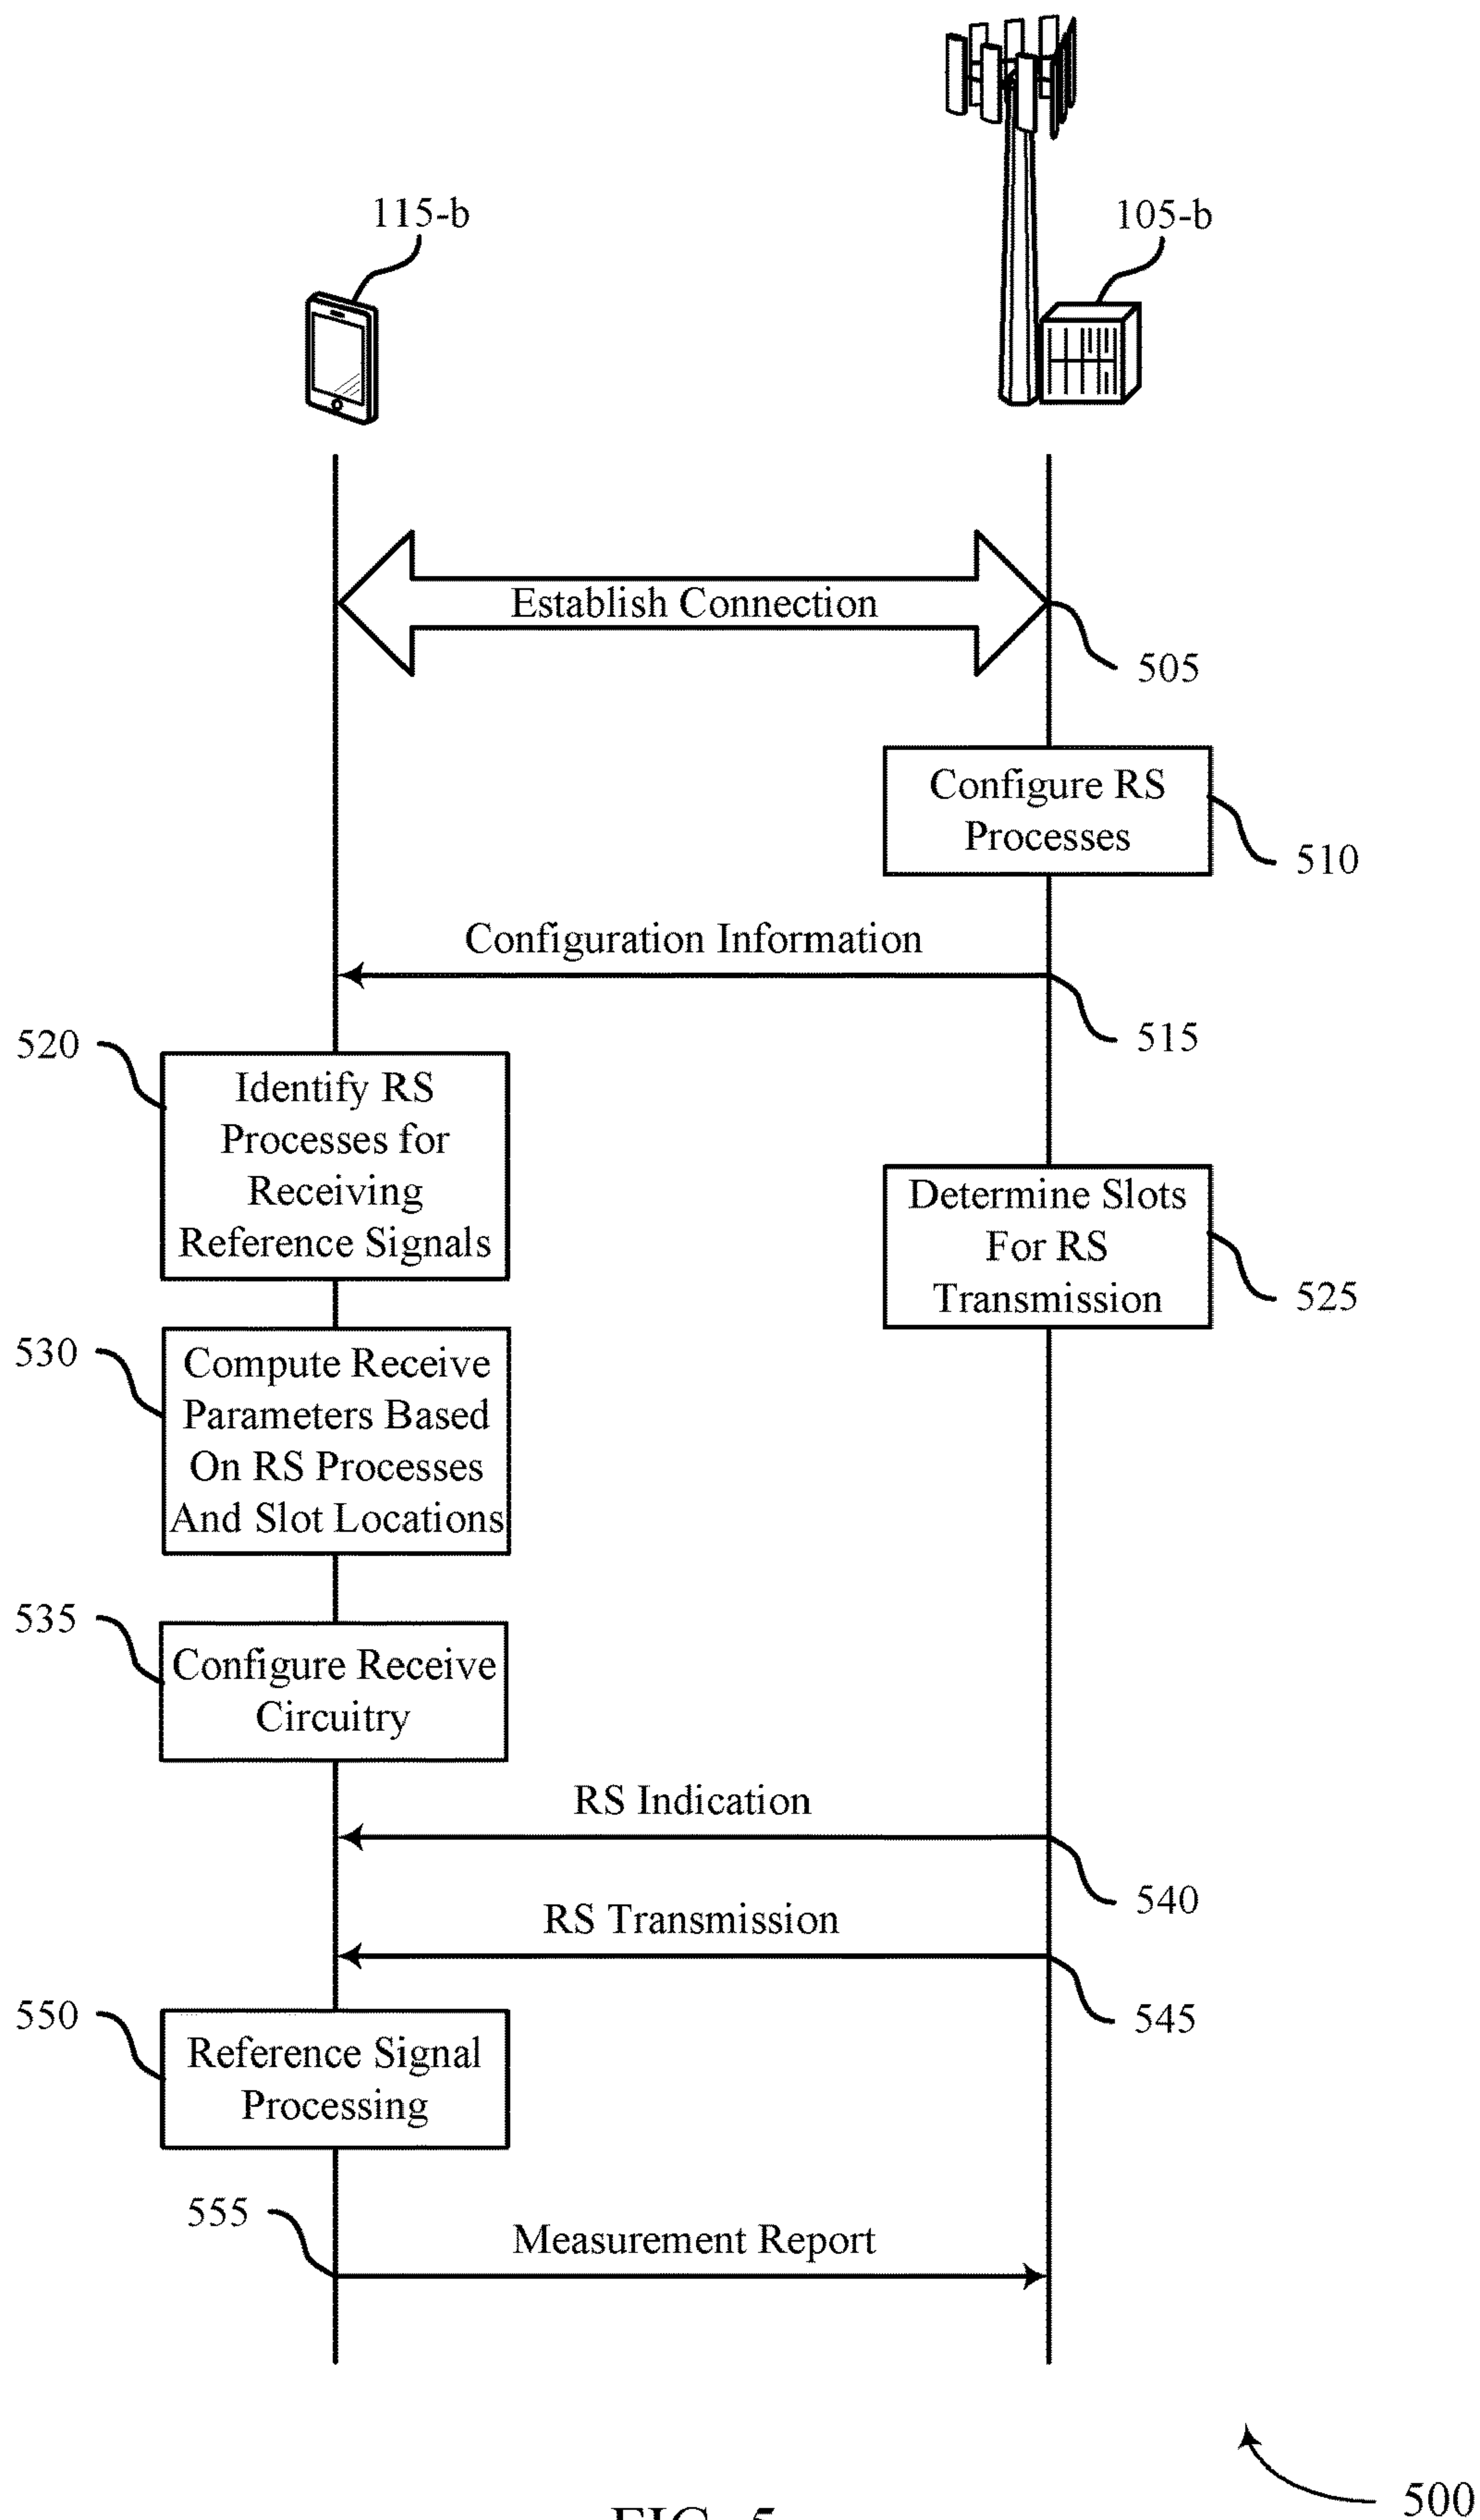 115-b
105-b
Establish Connection
505
Configure RS
Processes
510
Configuration Information
515
520
Identify RS
Processes for
Receiving
Reference Signals
Determine Slots
For RS
Transmission
525
530
Compute Receive
Parameters Based
On RS Processes
And Slot Locations
535
Configure Receive
Circuitry
RS Indication
540
RS Transmission
545
550
Reference Signal
Processing
555
Measurement Report
500
FIG. 5